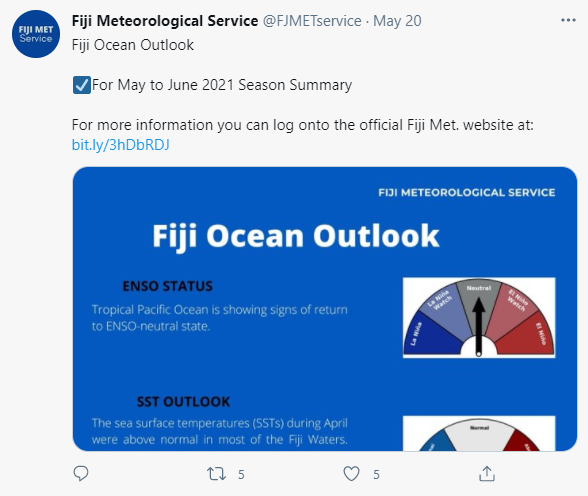 FIJI MET
Service
Fiji Meteorological Service @FJMETservice · May 20
Fiji Ocean Outlook
☑For May to June 2021 Season Summary
For more information you can log onto the official Fiji Met. website at:
bit.ly/3hDbRDJ
FIJI METEOROLOGICAL SERVICE
Fiji Ocean Outlook
ENSO STATUS
Tropical Pacific Ocean is showing signs of return
to ENSO-neutral state.
La Niña
La Niña
Watch
Neutral
El Niño
Watch
El Niño
SST OUTLOOK
The sea surface temperatures (SSTs) during April
were above normal in most of the Fiji Waters.
Normal
5
5